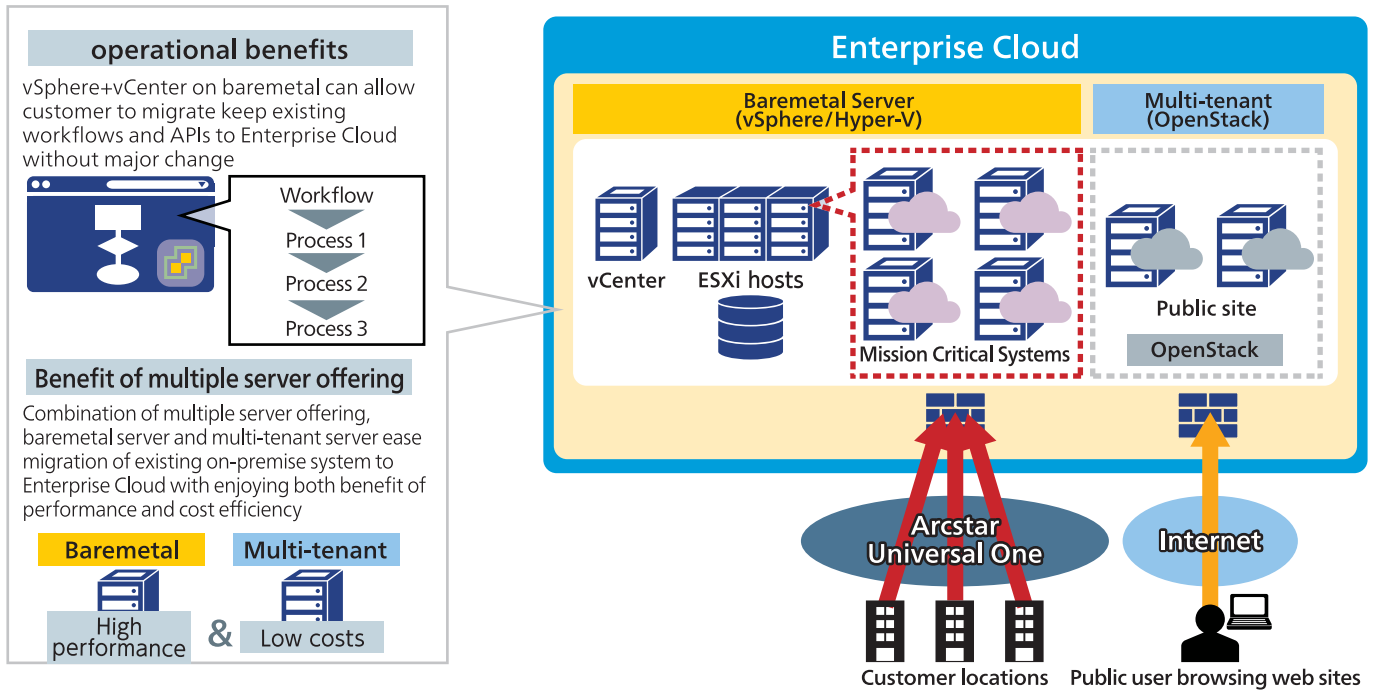 operational benefits
vSphere+vCenter on baremetal can allow
customer to migrate keep existing
workflows and APIs to Enterprise Cloud
without major change
Workflow
Process 1
Process 2
Process 3
Benefit of multiple server offering
Combination of multiple server offering,
baremetal server and multi-tenant server ease
migration of existing on-premise system to
Enterprise Cloud with enjoying both benefit of
performance and cost efficiency
Baremetal
Multi-tenant
High
performance
&
Low costs
Enterprise Cloud
Baremetal Server
(vSphere/Hyper-V)
Multi-tenant
(OpenStack)
vCenter
ESXi hosts
Mission Critical Systems
Public site
OpenStack
Arcstar
Universal One
Internet
Customer locations
Public user browsing web sites